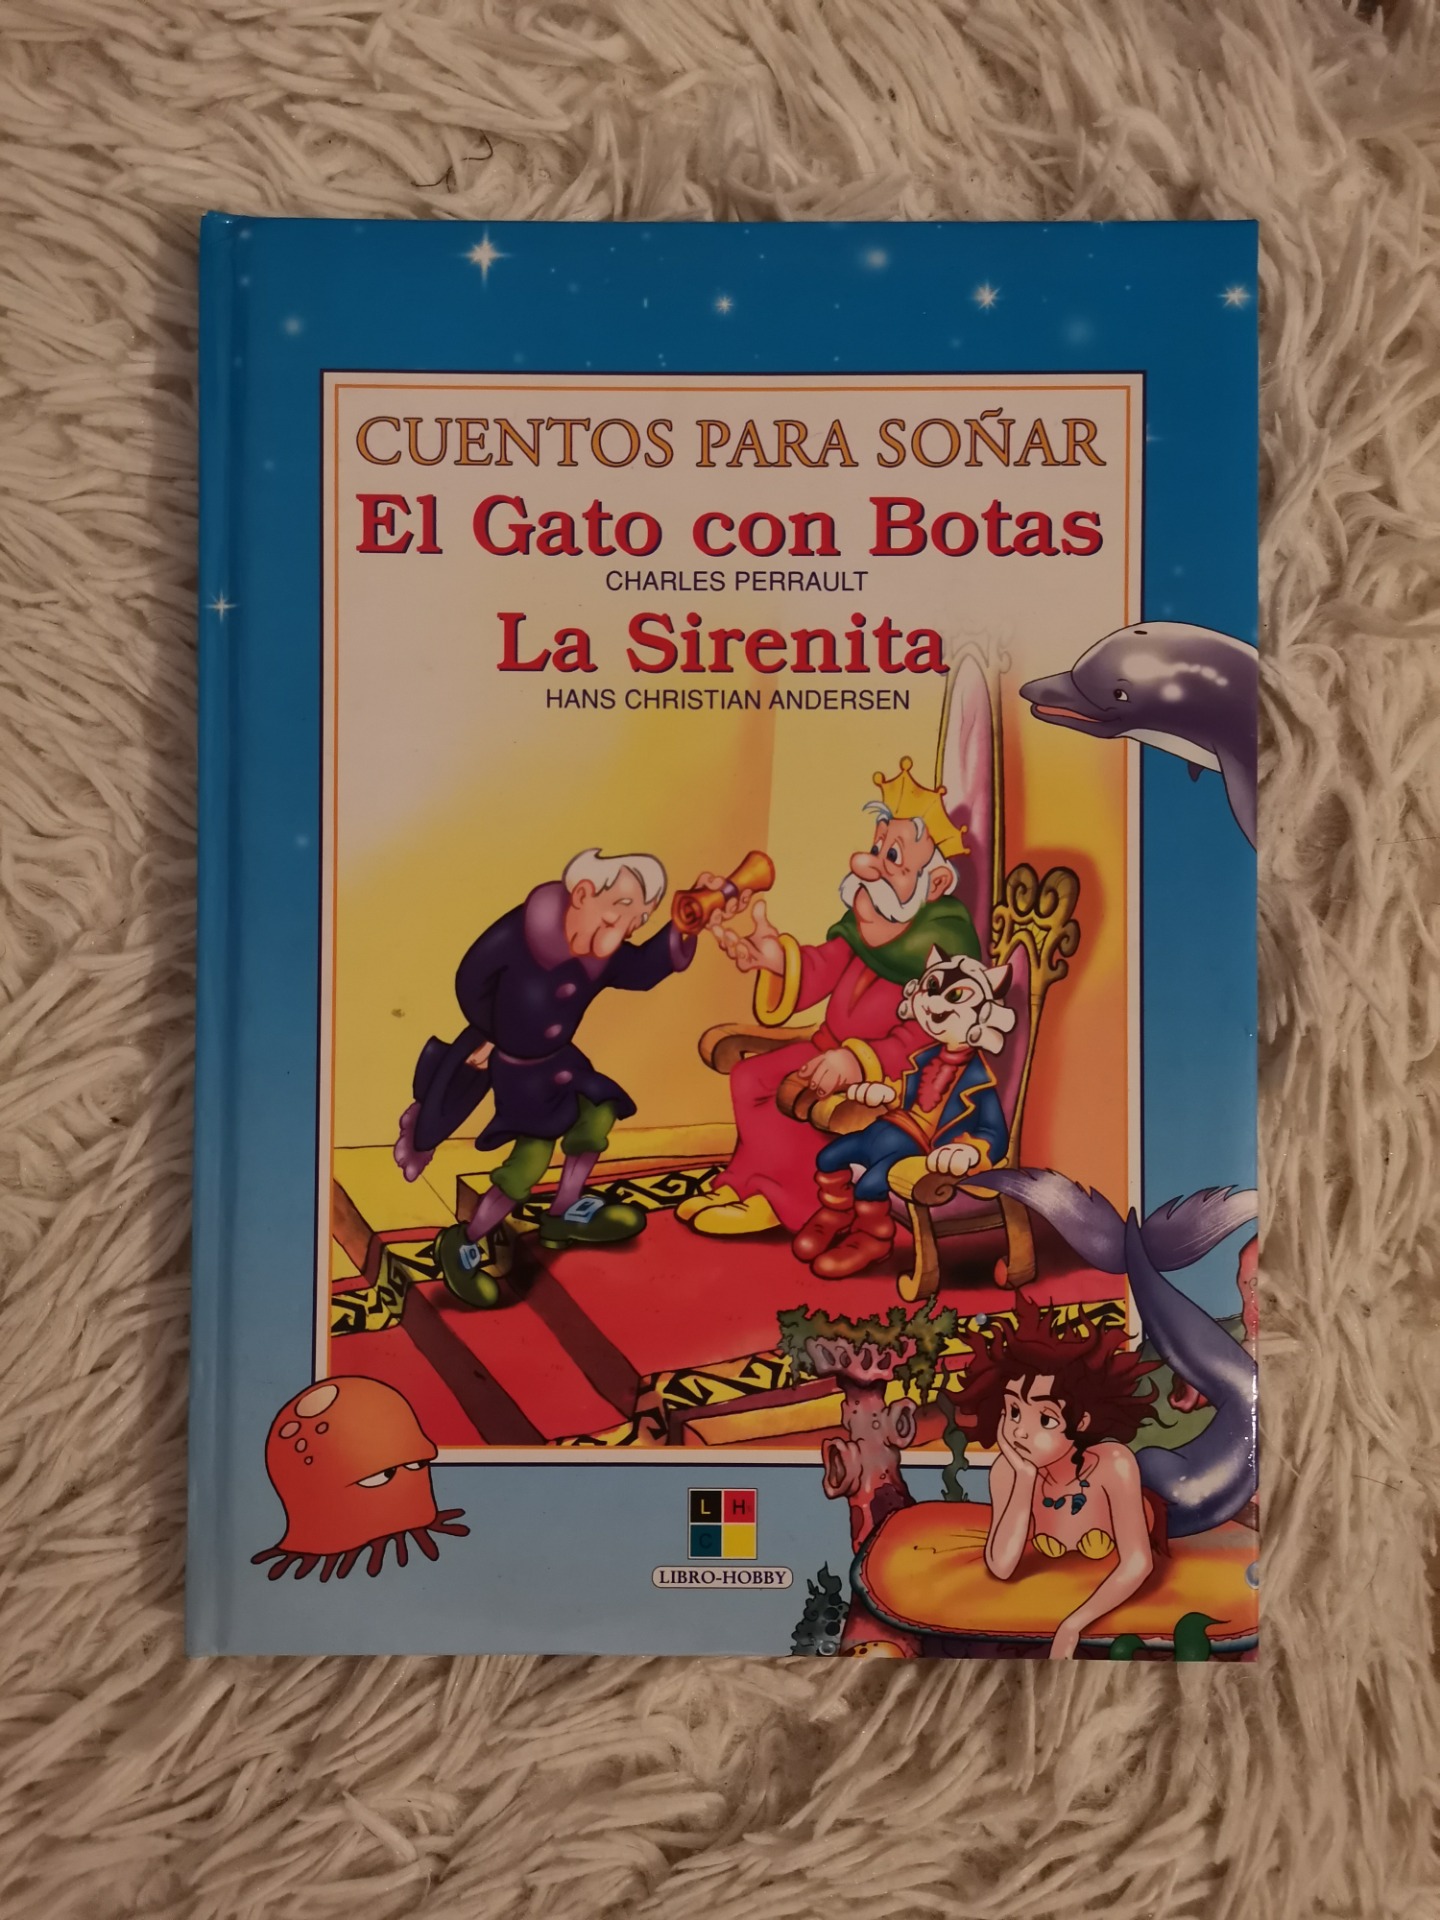 CUENTOS PARA SOÑAR
El Gato con Botas
CHARLES PERRAULT
La Sirenita
HANS CHRISTIAN ANDERSEN
L H
C
LIBRO-HOBBY